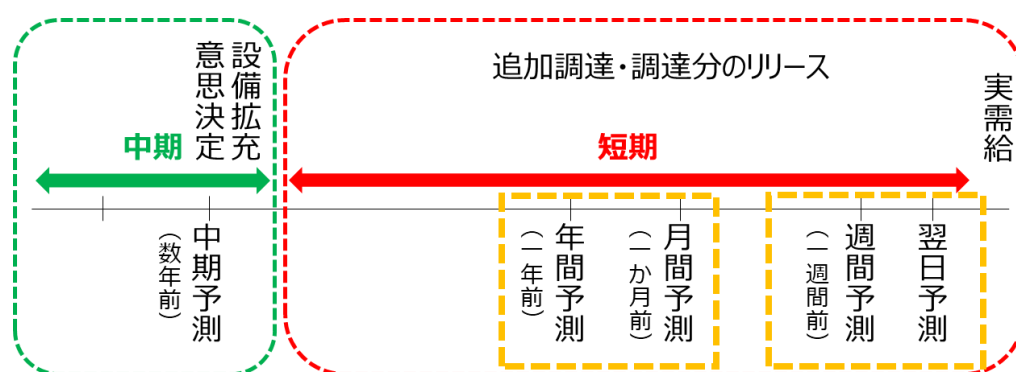 設備拡充
意思決定
中期
追加調達・調達分のリリース
短期
実需給
中期予測
（数年前）
年間予測
（一年前）
月間予測
（一か月前）
週間予測
（一週間前）
翌日予測